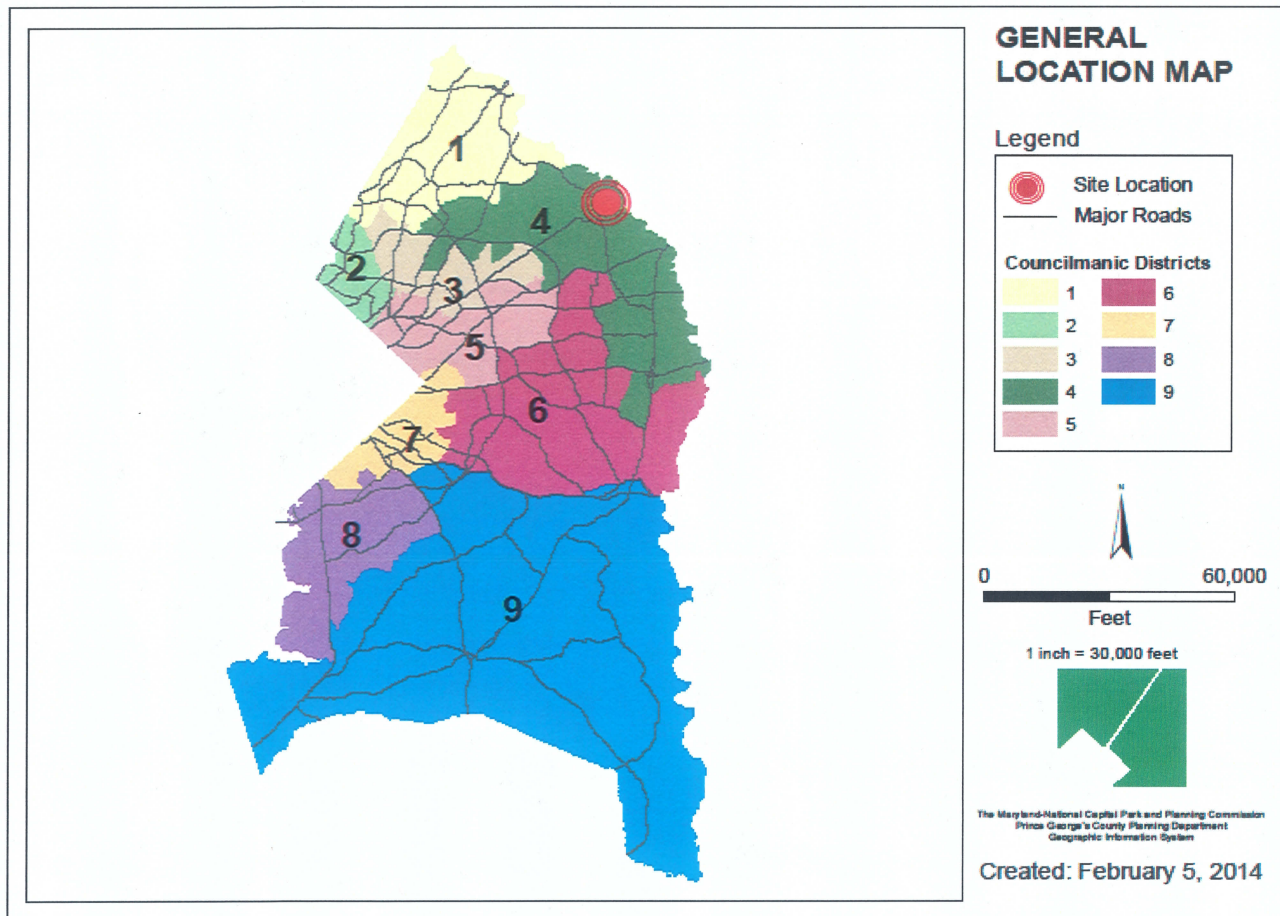 GENERAL
LOCATION MAP
Legend
Site Location
Major Roads
Councilmanic Districts
1 6
2 7
3 8
4 9
5
N
0 60,000
Feet
1 inch = 30,000 feet
The Maryland-National Capital Park and Planning Commission
Prince George's County Planning Department
Geographic Information System
Created: February 5, 2014
1
4
2
3
5
6
7
8
9